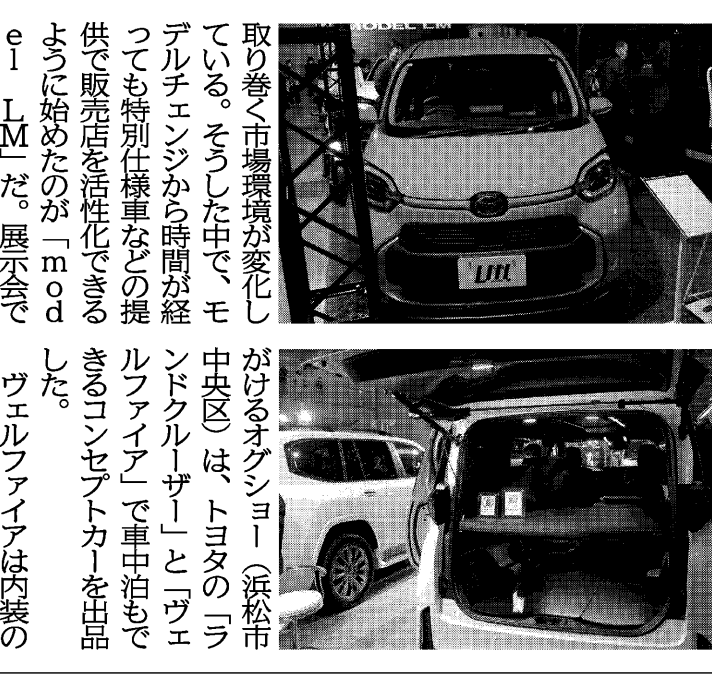 MODEL LM
LM
取り巻く市場環境が変化し
ている。そうした中で、モ
デルチェンジから時間が経
っても特別仕様車などの提
供で販売店を活性化できる
ように始めたのが「mod
el LM」だ。展示会で
がけるオグショー(浜松市
中央区)は、トヨタの「ラ
ンドクルーザー」と「ヴェ
ルファイア」で車中泊もで
きるコンセプトカーを出品
した。
ヴェルファイアは内装の